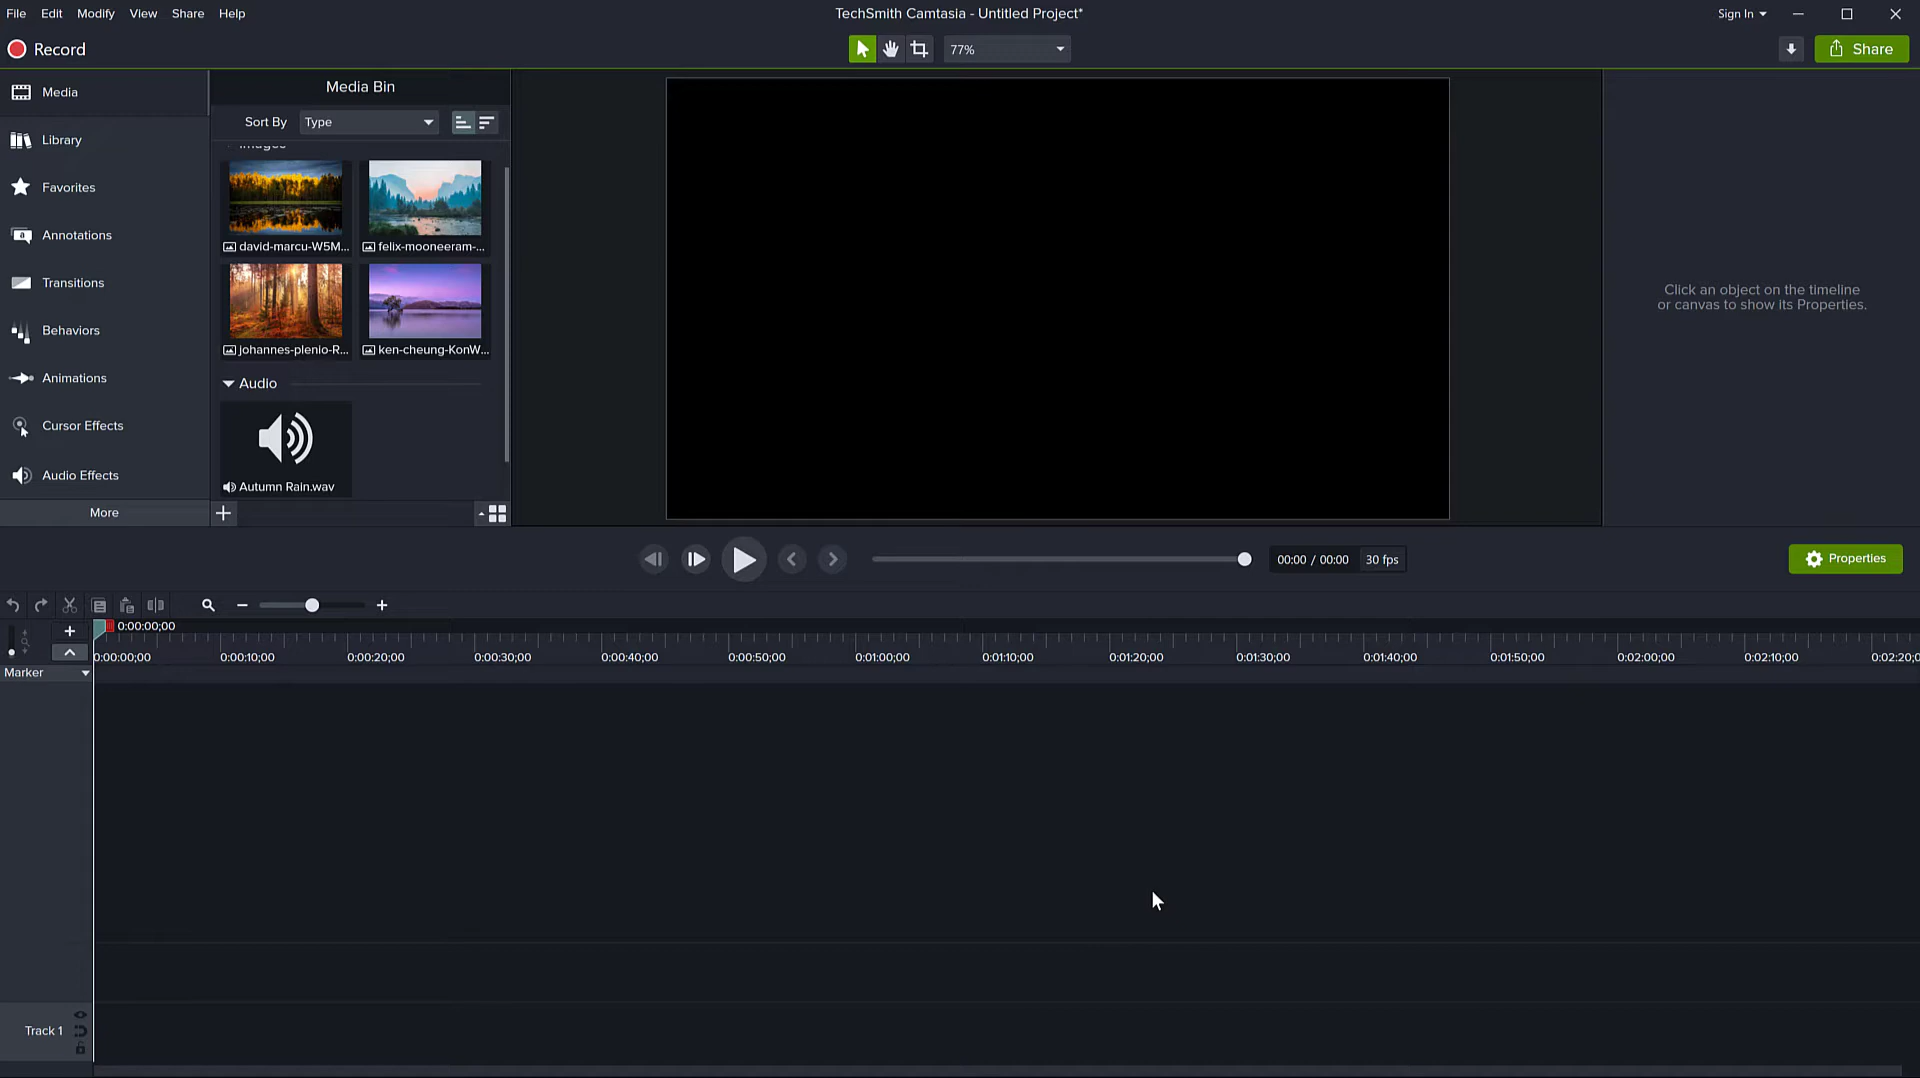 File Edit Modify View Share Help
TechSmith Camtasia - Untitled Project*
Sign In
Record
77%
Share
Media
Library
Favorites
Annotations
Transitions
Behaviors
Animations
Cursor Effects
Audio Effects
More
Media Bin
Sort By Type
Images
david-marcu-W5M...
felix-mooneeram-...
johannes-plenio-R...
ken-cheung-KonW...
Audio
Autumn Rain.wav
Click an object on the timeline
or canvas to show its Properties.
00:00 / 00:00 30 fps
Properties
0:00:00;00
0:00:00;00 0:00:10;00 0:00:20;00 0:00:30;00 0:00:40;00 0:00:50;00 0:01:00;00 0:01:10;00 0:01:20;00 0:01:30;00 0:01:40;00 0:01:50;00 0:02:00;00 0:02:10;00 0:02:20;0
Marker
Track 1